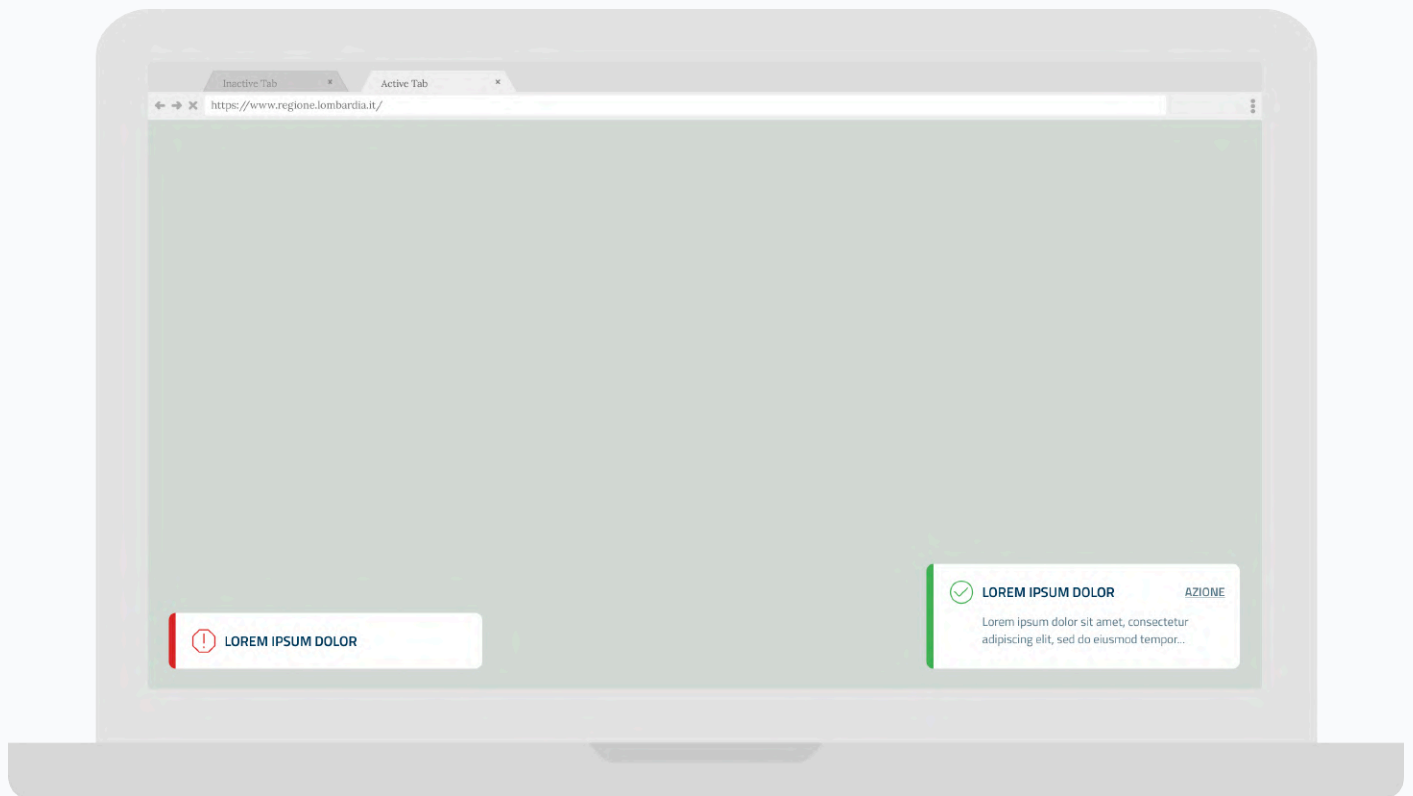 Inactive Tab
Active Tab
https://www.regione.lombardia.it/
LOREM IPSUM DOLOR
LOREM IPSUM DOLOR
AZIONE
Lorem ipsum dolor sit amet, consectetur
adipiscing elit, sed do eiusmod tempor...